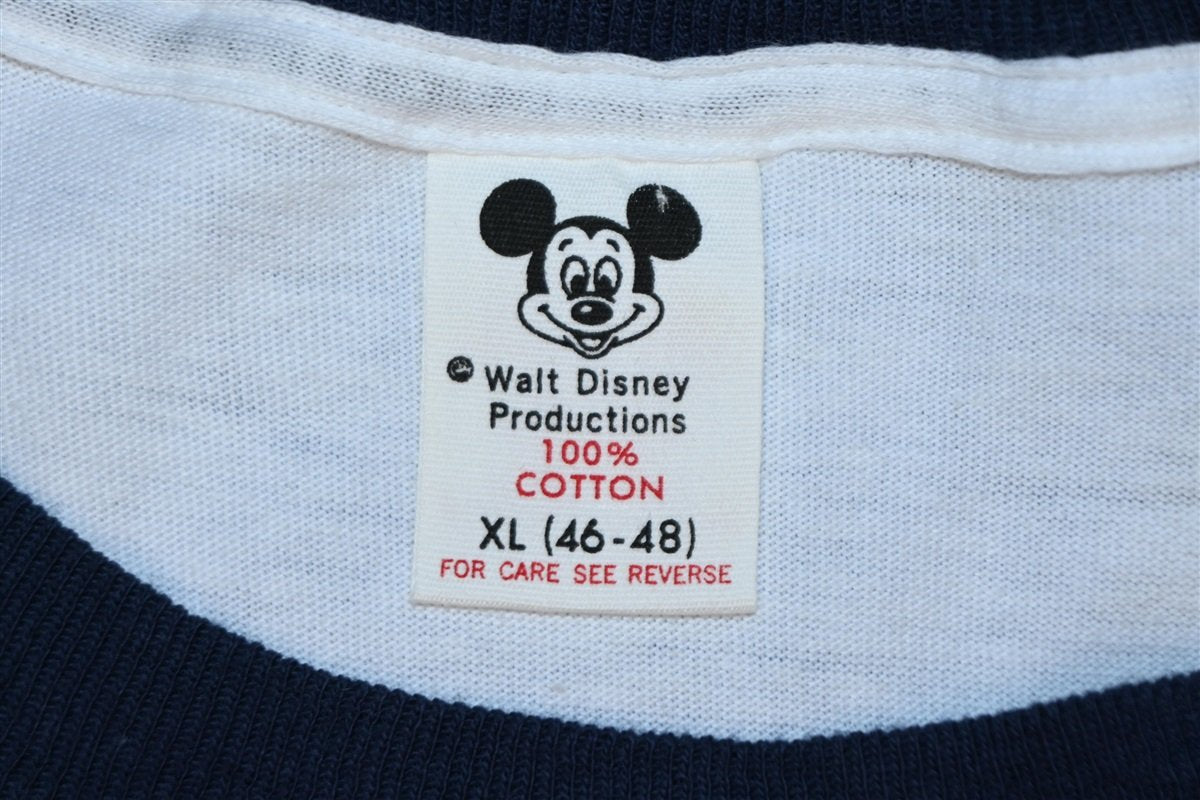 © Walt Disney
Productions
100%
COTTON
XL (46-48)
FOR CARE SEE REVERSE